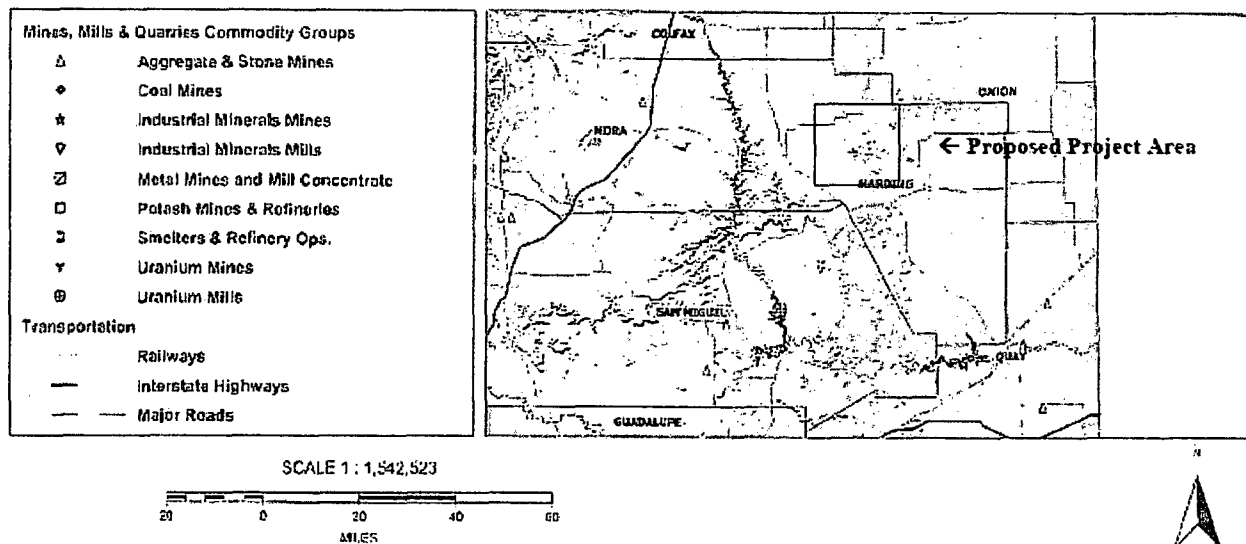 Mines, Mills & Quarries Commodity Groups
Aggregate & Stone Mines
Coal Mines
Industrial Minerals Mines
Industrial Minerals Mills
Metal Mines and Mill Concentrate
Potash Mines & Refineries
Smelters & Refinery Ops.
Uranium Mines
Uranium Mills
Transportation
Railways
Interstate Highways
Major Roads
COLFAX
UNION
MORA
← Proposed Project Area
HARDING
SAN MIGUEL
QUAY
GUADALUPE
SCALE 1 : 1,542,523
20 0 20 40 60
MILES
N